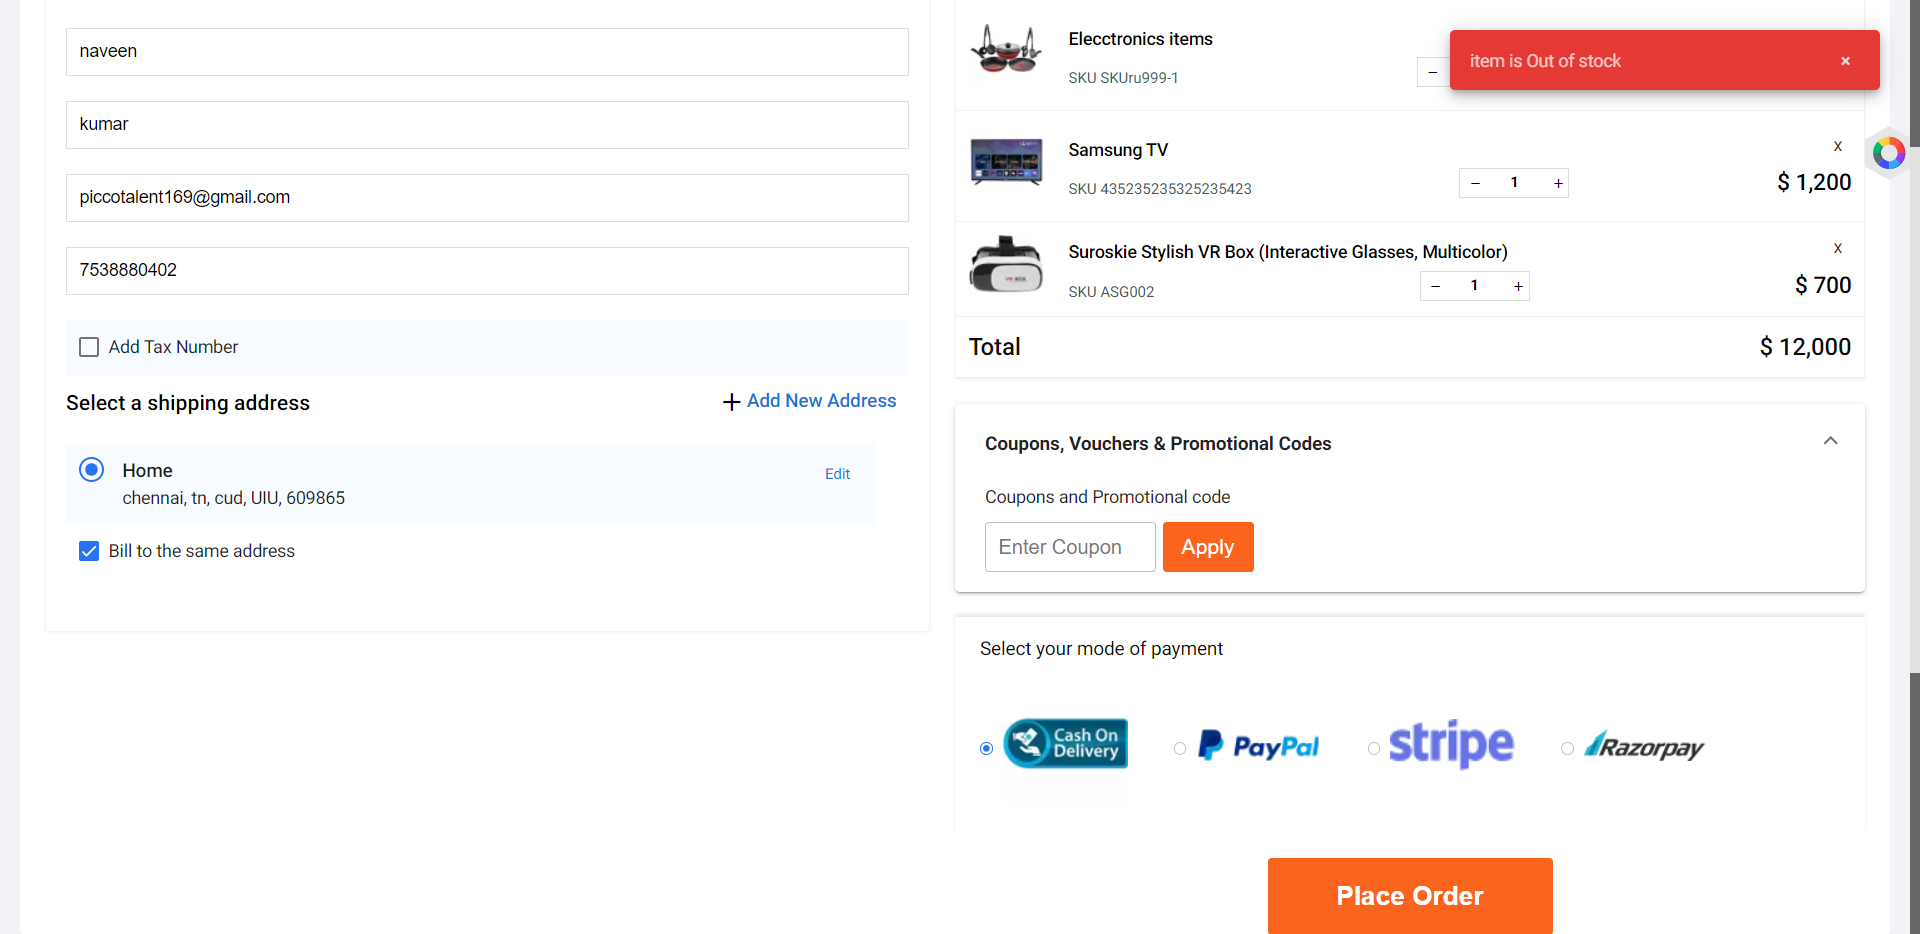 naveen
kumar
piccotalent169@gmail.com
7538880402
Add Tax Number
Select a shipping address
+ Add New Address
Home
Edit
chennai, tn, cud, UIU, 609865
Bill to the same address
Elecctronics items
SKU SKUru999-1
−
item is Out of stock ×
Samsung TV
x
SKU 435235235325235423
− 1 +
$ 1,200
Suroskie Stylish VR Box (Interactive Glasses, Multicolor)
x
SKU ASG002
− 1 +
$ 700
Total
$ 12,000
Coupons, Vouchers & Promotional Codes
Coupons and Promotional code
Enter Coupon
Apply
Select your mode of payment
Cash On
Delivery
PayPal
stripe
Razorpay
Place Order